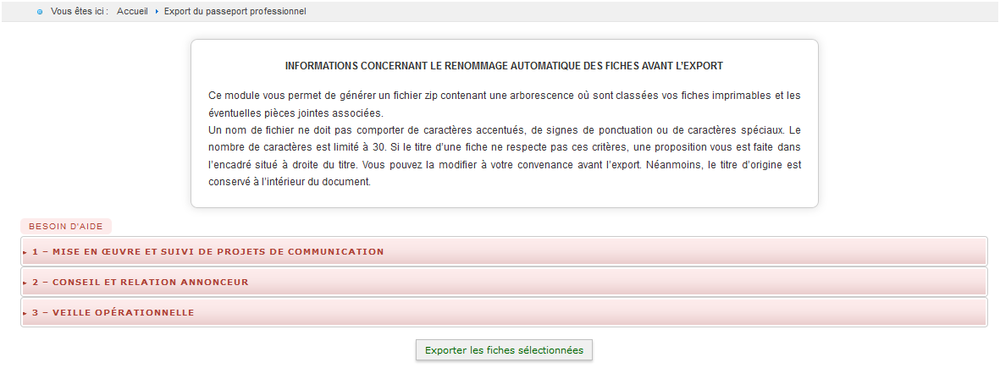 Vous êtes ici : Accueil Export du passeport professionnel
INFORMATIONS CONCERNANT LE RENOMMAGE AUTOMATIQUE DES FICHES AVANT L'EXPORT
Ce module vous permet de générer un fichier zip contenant une arborescence où sont classées vos fiches imprimables et les
éventuelles pièces jointes associées.
Un nom de fichier ne doit pas comporter de caractères accentués, de signes de ponctuation ou de caractères spéciaux. Le
nombre de caractères est limité à 30. Si le titre d'une fiche ne respecte pas ces critères, une proposition vous est faite dans
l'encadré situé à droite du titre. Vous pouvez la modifier à votre convenance avant l'export. Néanmoins, le titre d'origine est
conservé à l'intérieur du document.
BESOIN D'AIDE
1 – MISE EN ŒUVRE ET SUIVI DE PROJETS DE COMMUNICATION
2 – CONSEIL ET RELATION ANNONCEUR
3 – VEILLE OPÉRATIONNELLE
Exporter les fiches sélectionnées